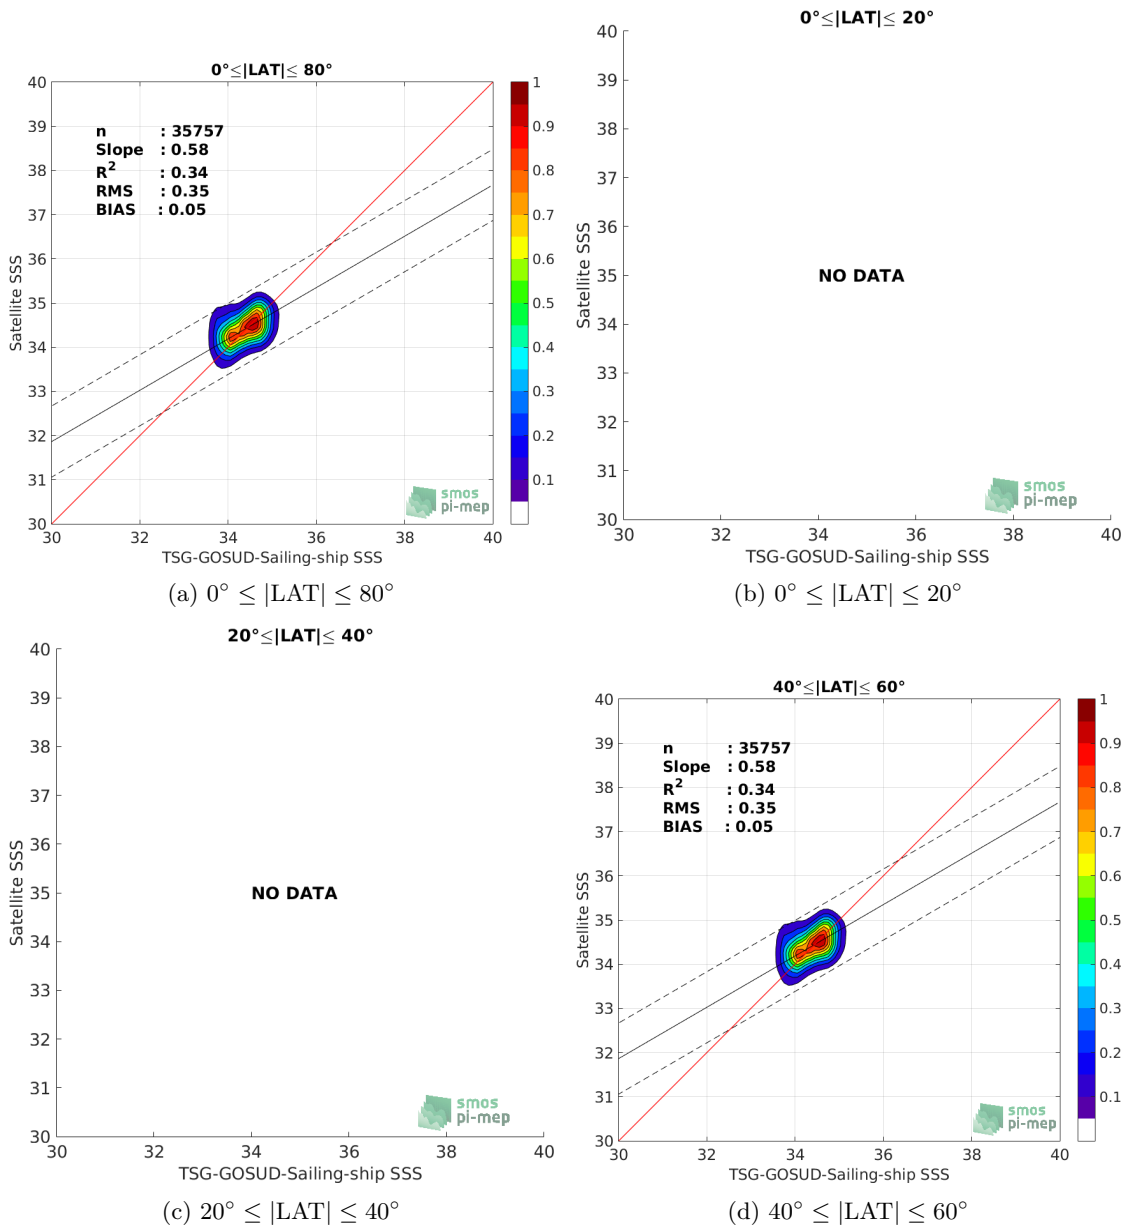 0°≤|LAT|≤ 80°
40
39
38
37
36
35
34
33
32
31
30
Satellite SSS
n : 35757
Slope : 0.58
R² : 0.34
RMS : 0.35
BIAS : 0.05
1
0.9
0.8
0.7
0.6
0.5
0.4
0.3
0.2
0.1
smos
pi-mep
30 32 34 36 38 40
TSG-GOSUD-Sailing-ship SSS
(a) 0° ≤ |LAT| ≤ 80°
0°≤|LAT|≤ 20°
40
39
38
37
36
35
34
33
32
31
30
Satellite SSS
NO DATA
smos
pi-mep
30 32 34 36 38 40
TSG-GOSUD-Sailing-ship SSS
(b) 0° ≤ |LAT| ≤ 20°
20°≤|LAT|≤ 40°
40
39
38
37
36
35
34
33
32
31
30
Satellite SSS
NO DATA
smos
pi-mep
30 32 34 36 38 40
TSG-GOSUD-Sailing-ship SSS
(c) 20° ≤ |LAT| ≤ 40°
40°≤|LAT|≤ 60°
40
39
38
37
36
35
34
33
32
31
30
Satellite SSS
n : 35757
Slope : 0.58
R² : 0.34
RMS : 0.35
BIAS : 0.05
1
0.9
0.8
0.7
0.6
0.5
0.4
0.3
0.2
0.1
smos
pi-mep
30 32 34 36 38 40
TSG-GOSUD-Sailing-ship SSS
(d) 40° ≤ |LAT| ≤ 60°